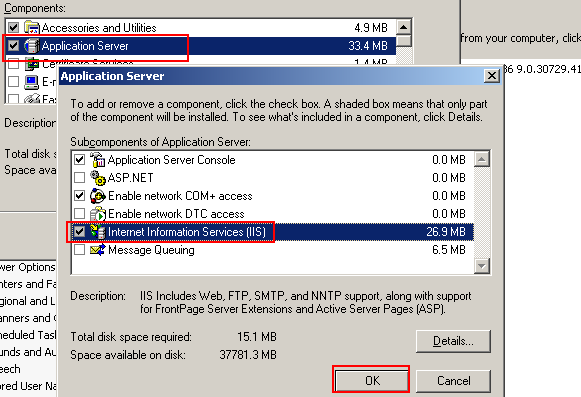 Components:
Accessories and Utilities 4.9 MB
Application Server 33.4 MB
Certificate Services 1.4 MB
from your computer, click
86 9.0.30729.41
Application Server
To add or remove a component, click the check box. A shaded box means that only part
of the component will be installed. To see what's included in a component, click Details.
Subcomponents of Application Server:
Application Server Console 0.0 MB
ASP.NET 0.0 MB
Enable network COM+ access 0.0 MB
Enable network DTC access 0.0 MB
Internet Information Services (IIS) 26.9 MB
Message Queuing 6.5 MB
Description: IIS Includes Web, FTP, SMTP, and NNTP support, along with support
for FrontPage Server Extensions and Active Server Pages (ASP).
Total disk space required: 15.1 MB
Space available on disk: 37781.3 MB
Details...
OK
Cancel
E-m
Fax
Description
Total disk s
Space ava
wer Options
nters and Fa
gional and L
anners and C
heduled Task
unds and Au
eech
ored User Na